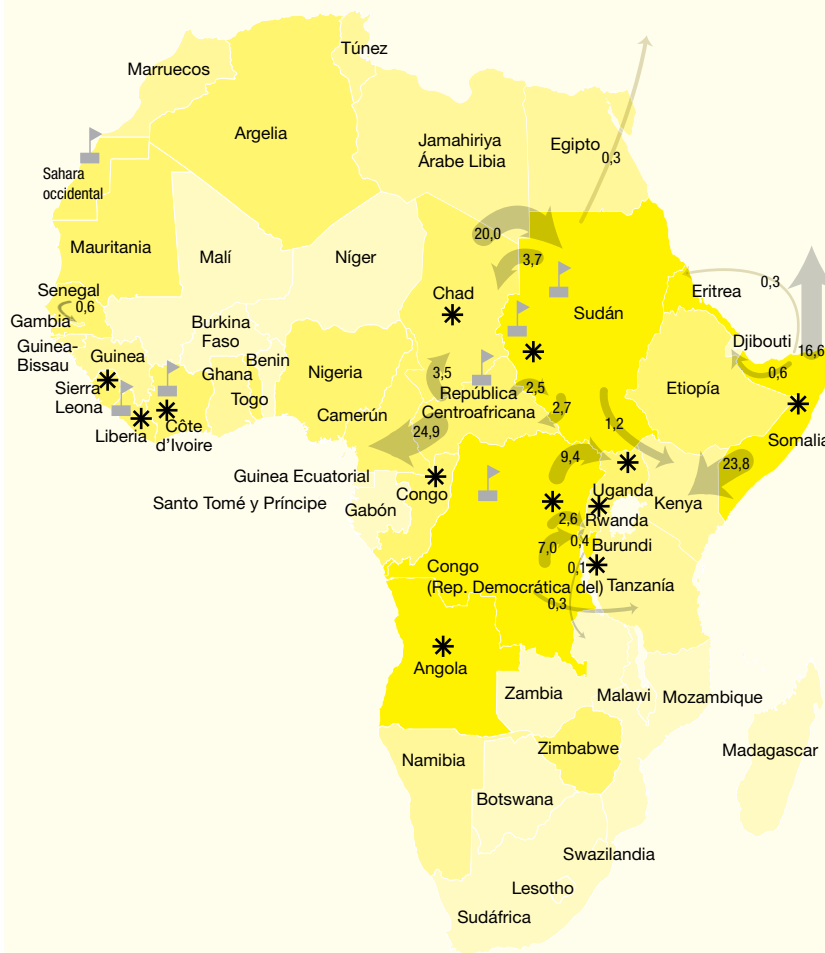 Túnez
Marruecos
Argelia
Jamahiriya
Árabe Libia
Egipto
0,3
Sahara
occidental
Mauritania
Malí
Níger
20,0
3,7
Chad
Sudán
0,3
Eritrea
Senegal
0,6
Gambia
Guinea-
Bissau
Guinea
Burkina
Faso
Benin
Ghana
Togo
Nigeria
Camerún
Sierra
Leona
Liberia
Côte
d’Ivoire
3,5
República
Centroafricana
2,5
2,7
24,9
1,2
Djibouti
16,6
0,6
Etiopía
Somalia
23,8
9,4
Guinea Ecuatorial
Santo Tomé y Príncipe
Gabón
Congo
Uganda
Kenya
2,6
Rwanda
7,0
0,4
Burundi
0,1
Congo
(Rep. Democrática del)
Tanzanía
0,3
Angola
Zambia
Malawi
Mozambique
Zimbabwe
Madagascar
Namibia
Botswana
Swazilandia
Lesotho
Sudáfrica